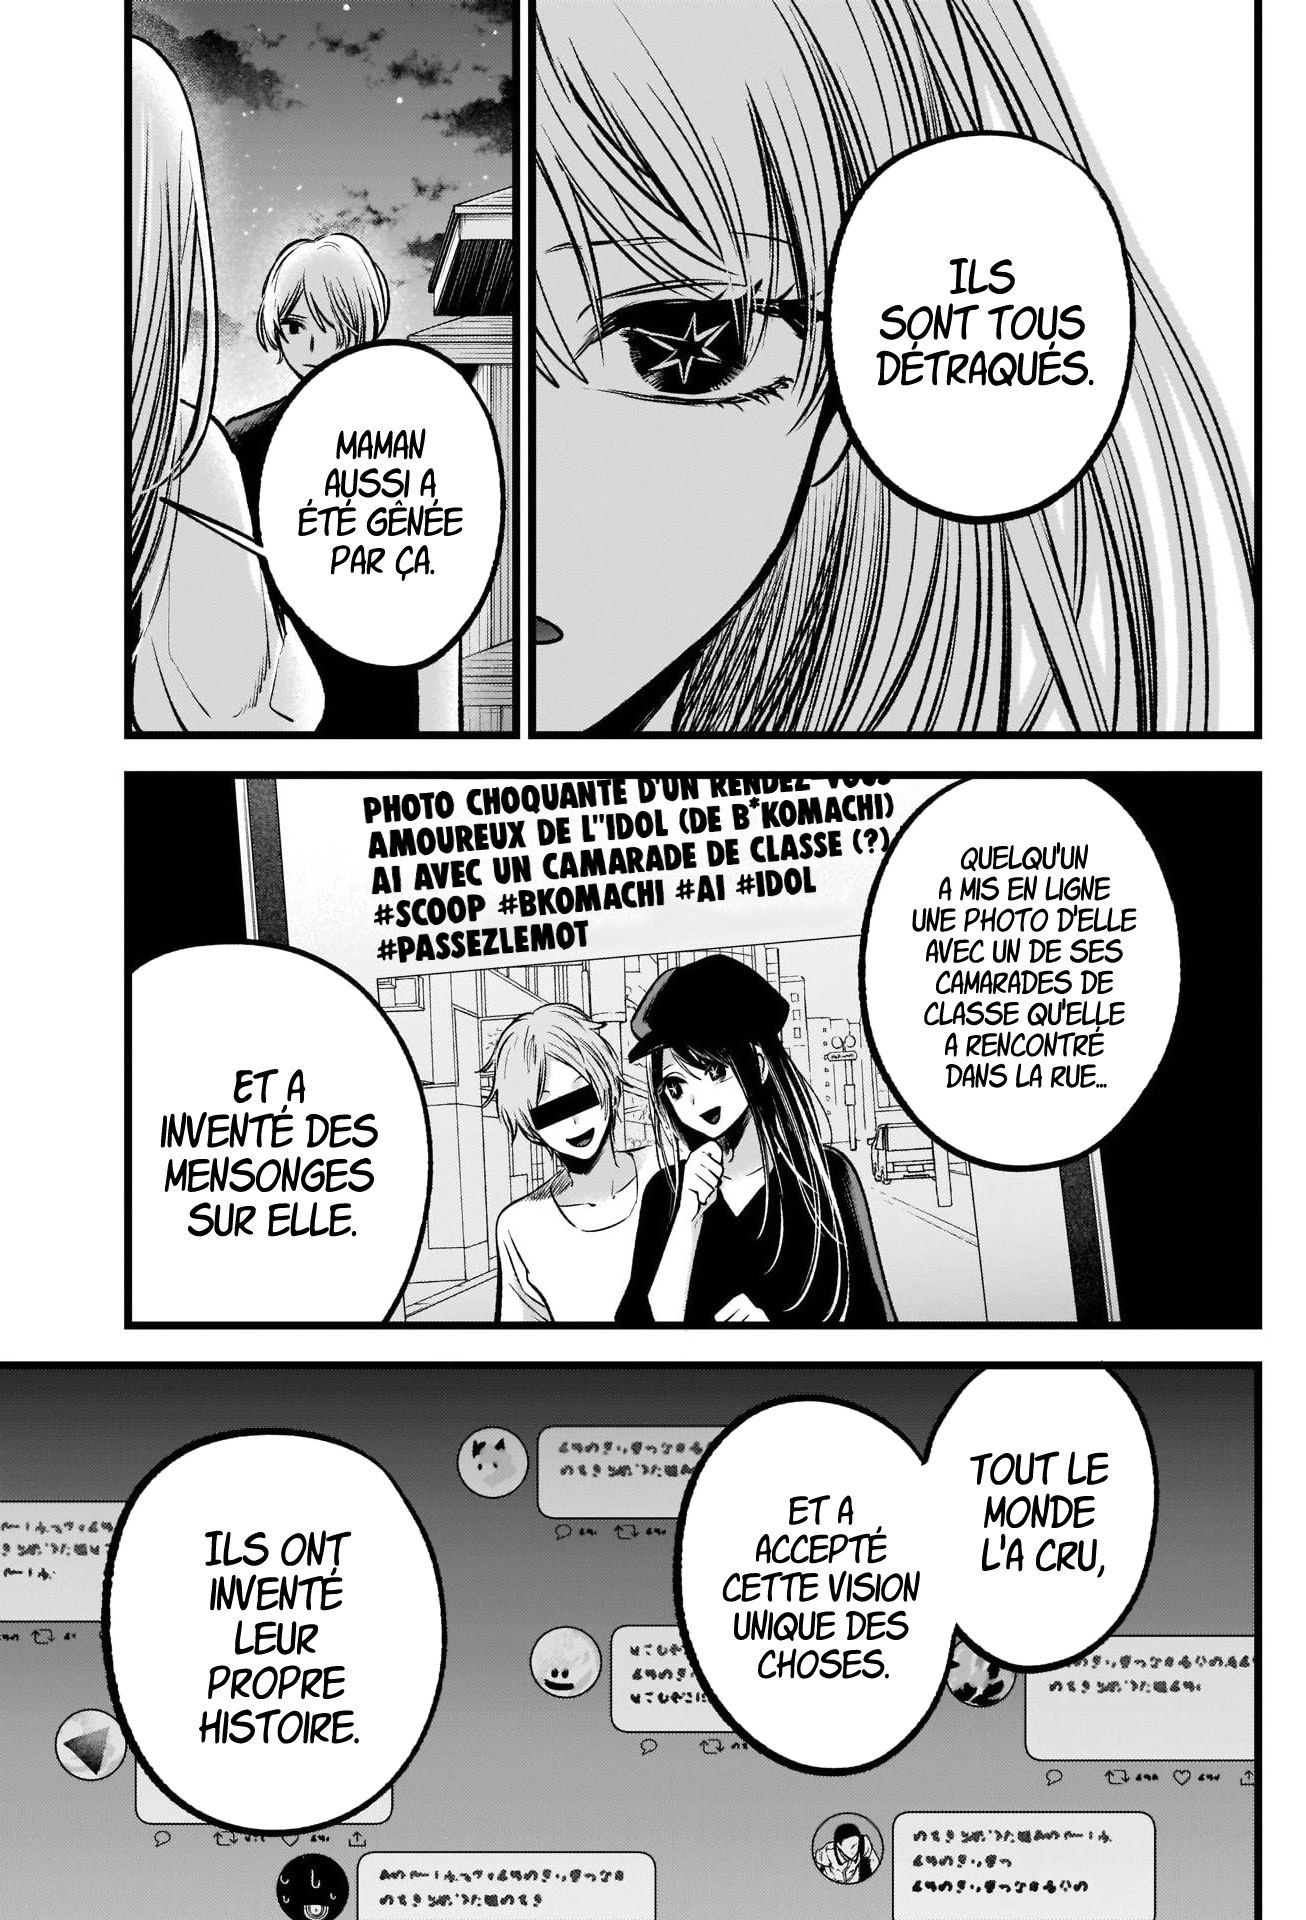 ILS
SONT TOUS
DÉTRAQUÉS.
MAMAN
AUSSI A
ÉTÉ GÊNÉE
PAR ÇA.
PHOTO CHOQUANTE D'UN RENDEZ-VOUS
AMOUREUX DE L"IDOL (DE B*KOMACHI)
AI AVEC UN CAMARADE DE CLASSE (?)
#SCOOP #BKOMACHI #AI #IDOL
#PASSEZLEMOT
QUELQU'UN
A MIS EN LIGNE
UNE PHOTO D'ELLE
AVEC UN DE SES
CAMARADES DE
CLASSE QU'ELLE
A RENCONTRÉ
DANS LA RUE...
ET A
INVENTÉ DES
MENSONGES
SUR ELLE.
TOUT LE
MONDE
L'A CRU,
ET A
ACCEPTÉ
CETTE VISION
UNIQUE DES
CHOSES.
ILS ONT
INVENTÉ
LEUR
PROPRE
HISTOIRE.